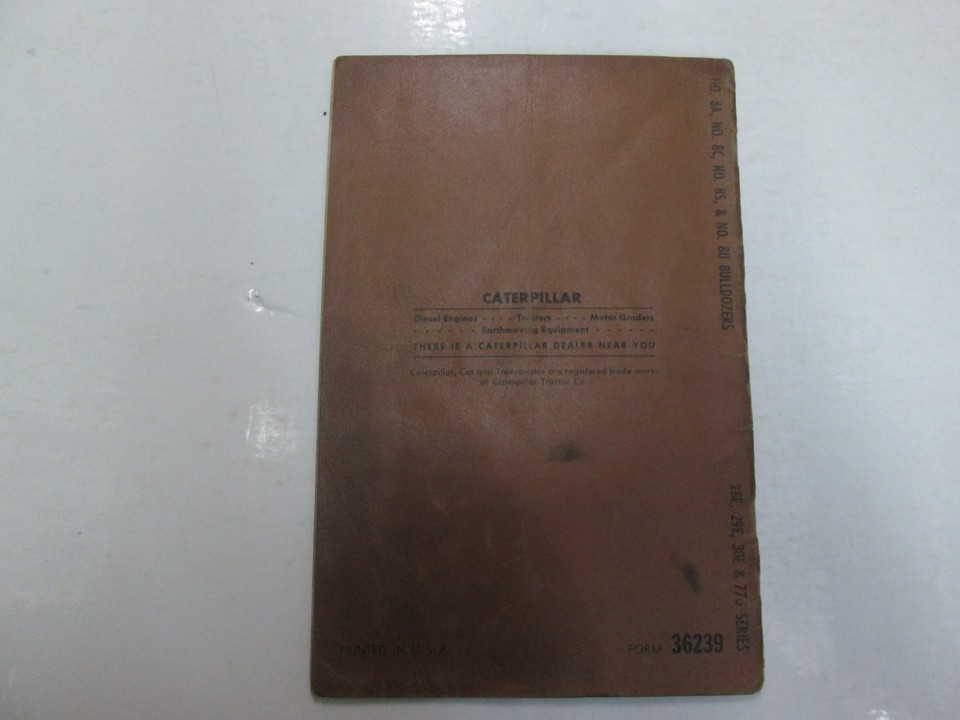 CATERPILLAR
Diesel Engines - - - - Tractors - - - - Motor Graders
- - - - - - Earthmoving Equipment - - - - - -
THERE IS A CATERPILLAR DEALER NEAR YOU
Caterpillar, Cat and Traxcavator are registered trade marks
of Caterpillar Tractor Co.
PRINTED IN U. S. A.
FORM 36239
NO. 8A, NO. 8C, NO. 8S, & NO. 8U BULLDOZERS
29E, 30E & SERIES